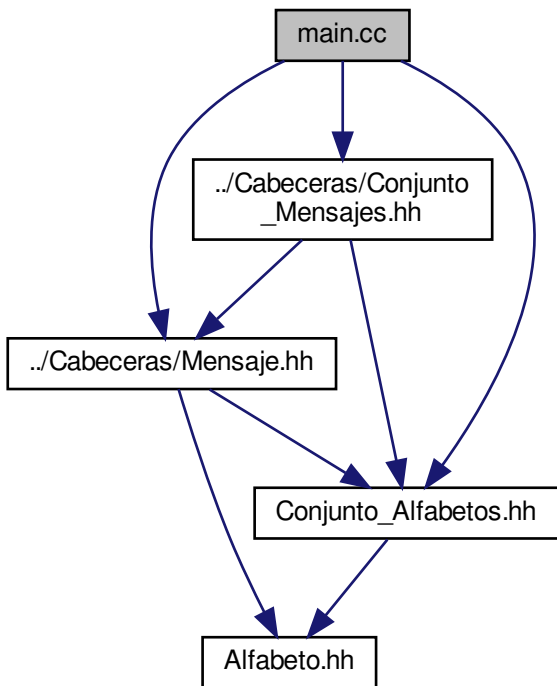 main.cc
../Cabeceras/Conjunto
_Mensajes.hh
../Cabeceras/Mensaje.hh
Conjunto_Alfabetos.hh
Alfabeto.hh